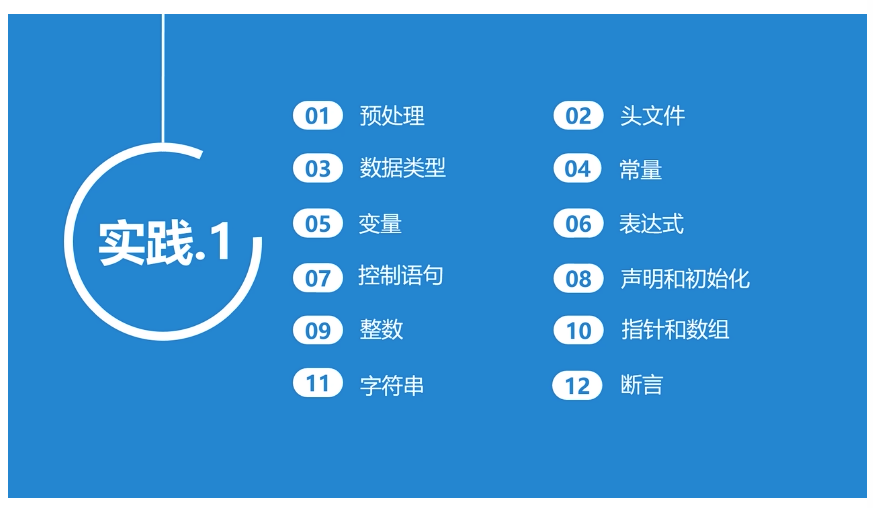 实践.1
01 预处理
02 头文件
03 数据类型
04 常量
05 变量
06 表达式
07 控制语句
08 声明和初始化
09 整数
10 指针和数组
11 字符串
12 断言